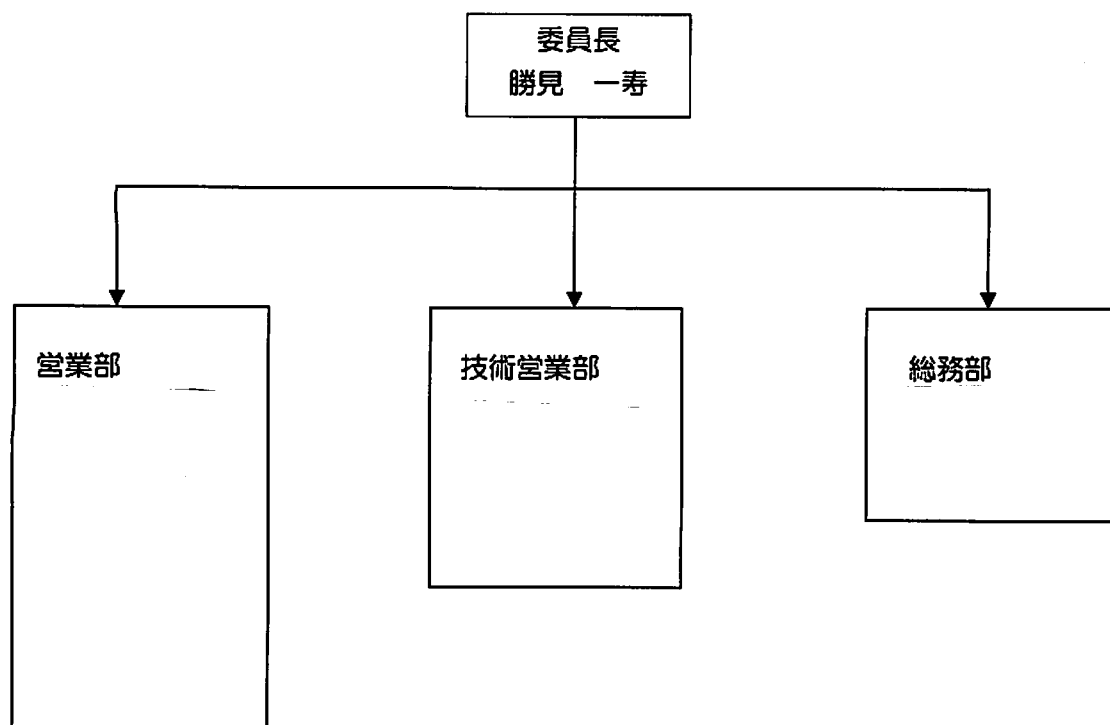 委員長
勝見　一寿
営業部
技術営業部
総務部